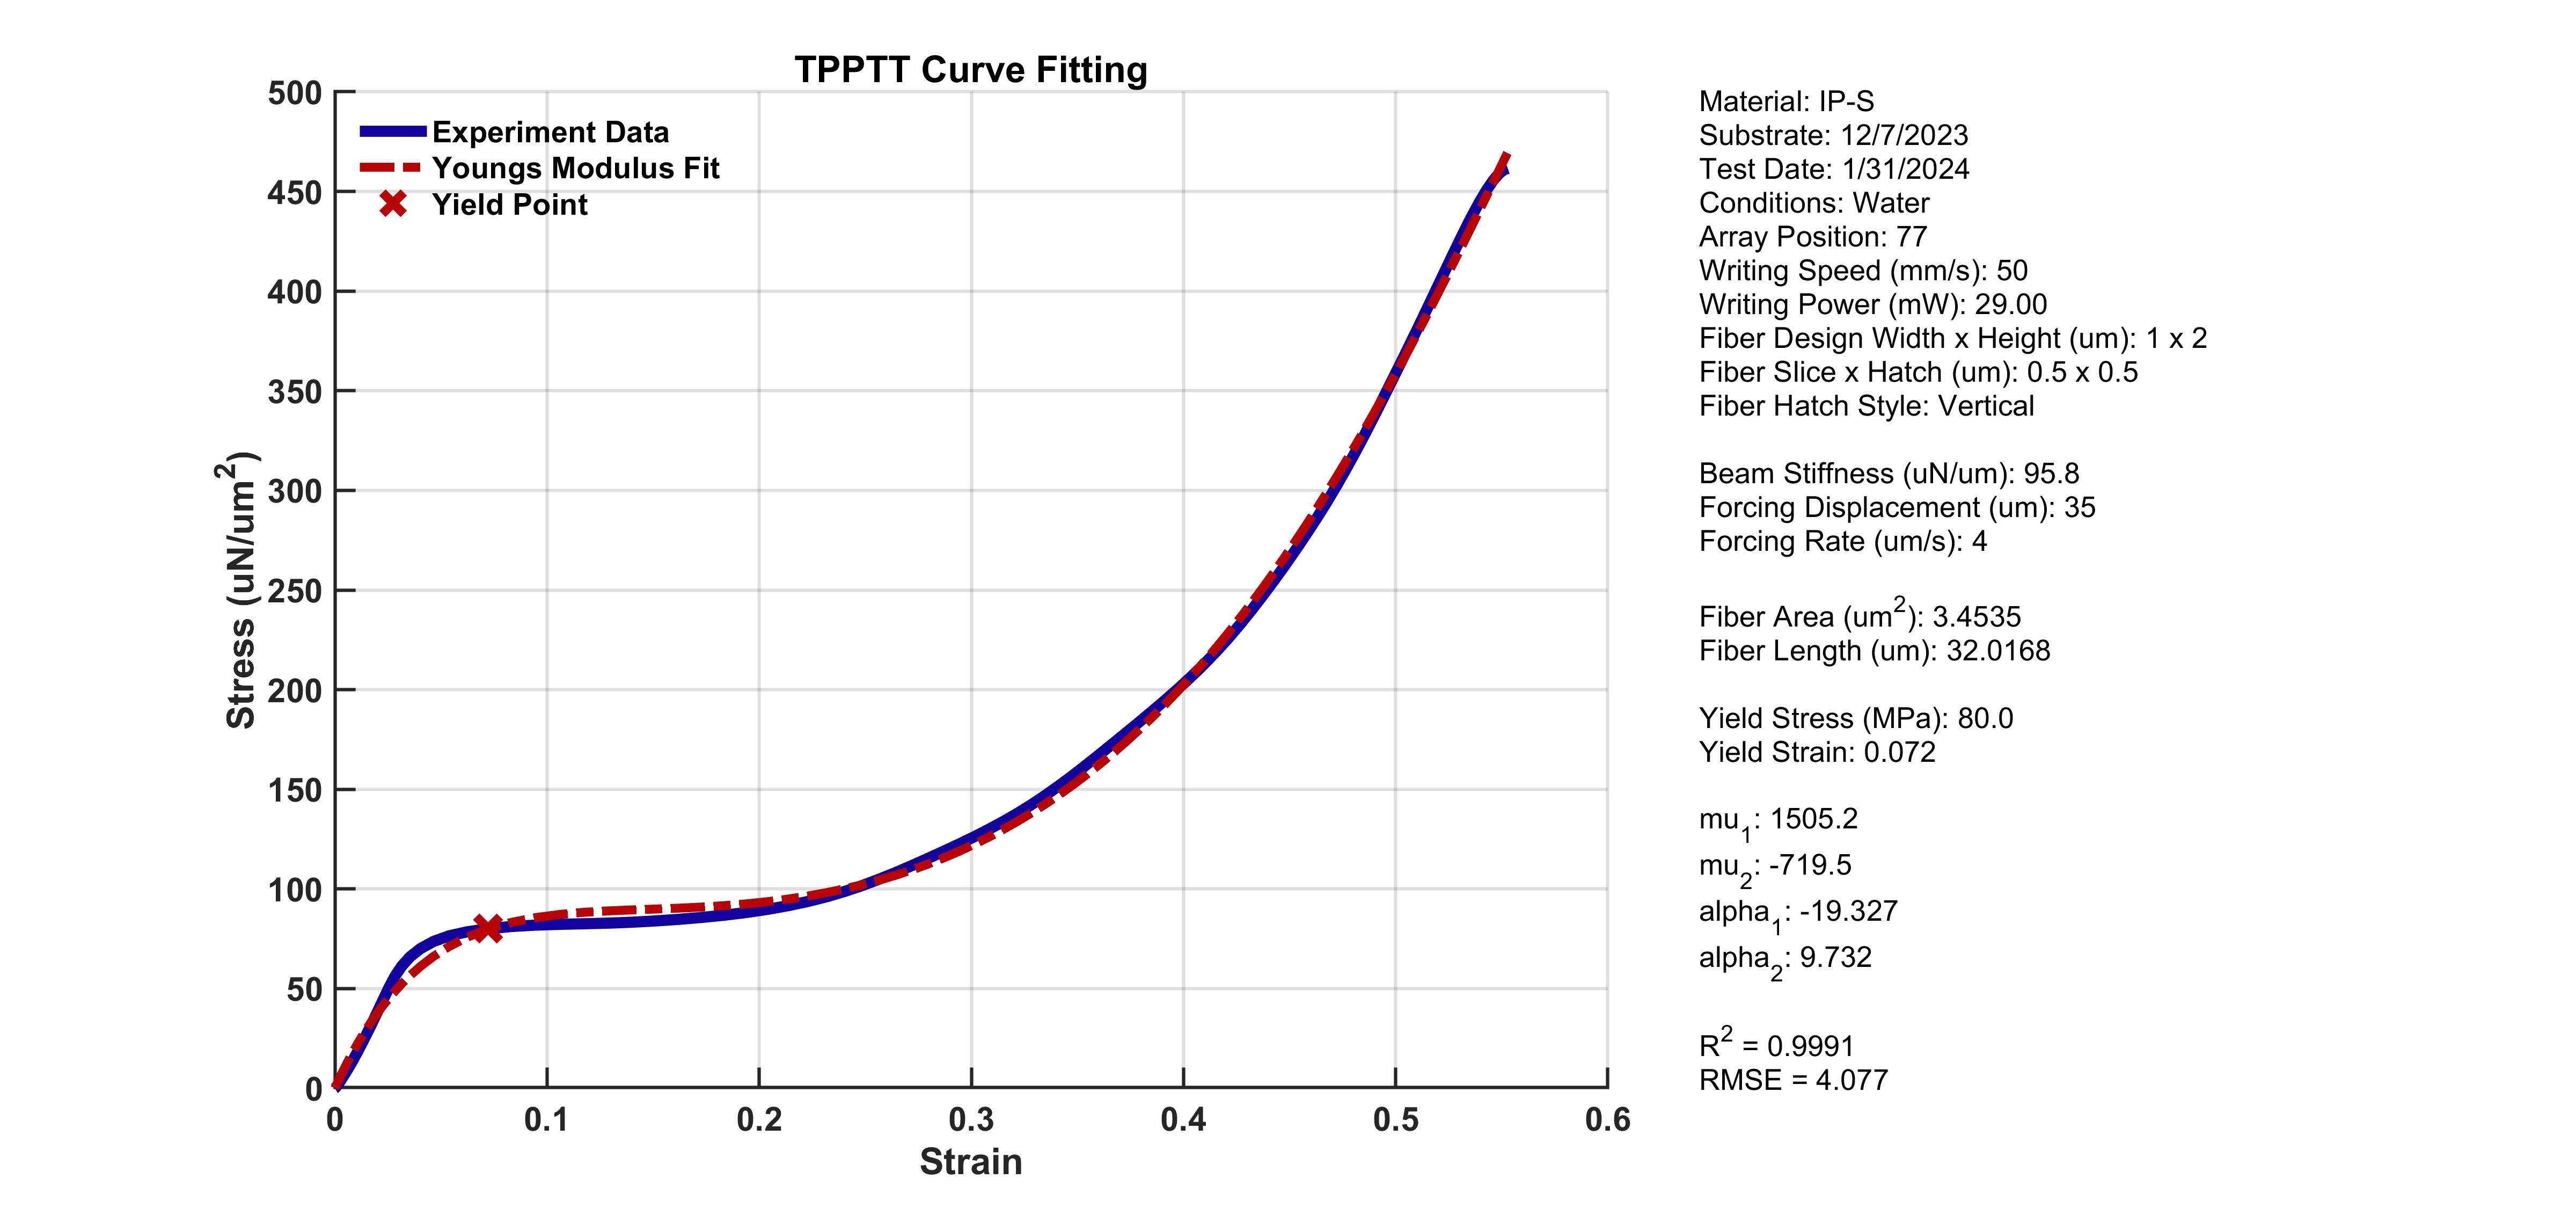 TPPTT Curve Fitting
500
450
400
350
300
250
200
150
100
50
0
Stress (uN/um²)
Experiment Data
Youngs Modulus Fit
Yield Point
0 0.1 0.2 0.3 0.4 0.5 0.6
Strain
Material: IP-S
Substrate: 12/7/2023
Test Date: 1/31/2024
Conditions: Water
Array Position: 77
Writing Speed (mm/s): 50
Writing Power (mW): 29.00
Fiber Design Width x Height (um): 1 x 2
Fiber Slice x Hatch (um): 0.5 x 0.5
Fiber Hatch Style: Vertical
Beam Stiffness (uN/um): 95.8
Forcing Displacement (um): 35
Forcing Rate (um/s): 4
Fiber Area (um²): 3.4535
Fiber Length (um): 32.0168
Yield Stress (MPa): 80.0
Yield Strain: 0.072
mu₁: 1505.2
mu₂: -719.5
alpha₁: -19.327
alpha₂: 9.732
R² = 0.9991
RMSE = 4.077